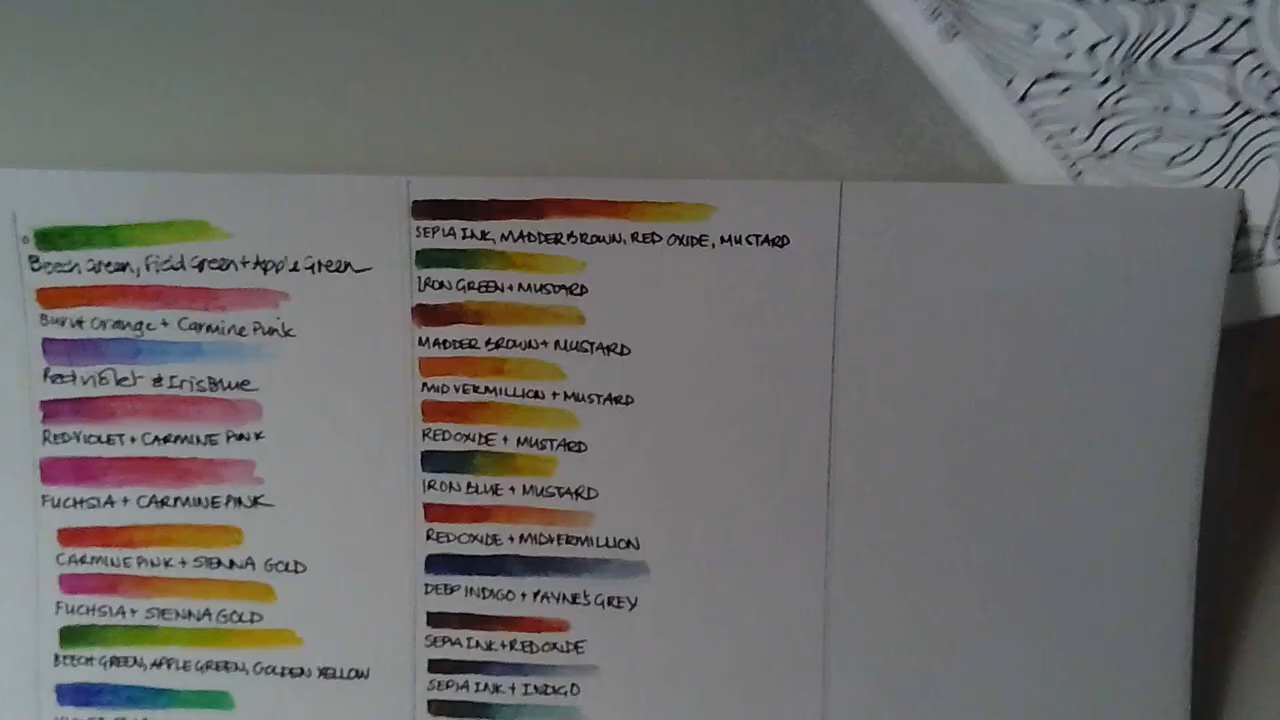 Beech Green, Field Green + Apple Green
Burnt Orange + Carmine Pink
Red Violet & Iris Blue
RED VIOLET + CARMINE PINK
FUCHSIA + CARMINE PINK
CARMINE PINK + SIENNA GOLD
FUCHSIA + SIENNA GOLD
BEECH GREEN, APPLE GREEN, GOLDEN YELLOW
SEPIA INK, MADDER BROWN, RED OXIDE, MUSTARD
IRON GREEN + MUSTARD
MADDER BROWN + MUSTARD
MID VERMILLION + MUSTARD
RED OXIDE + MUSTARD
IRON BLUE + MUSTARD
RED OXIDE + MID VERMILLION
DEEP INDIGO + PAYNE'S GREY
SEPIA INK + RED OXIDE
SEPIA INK + INDIGO